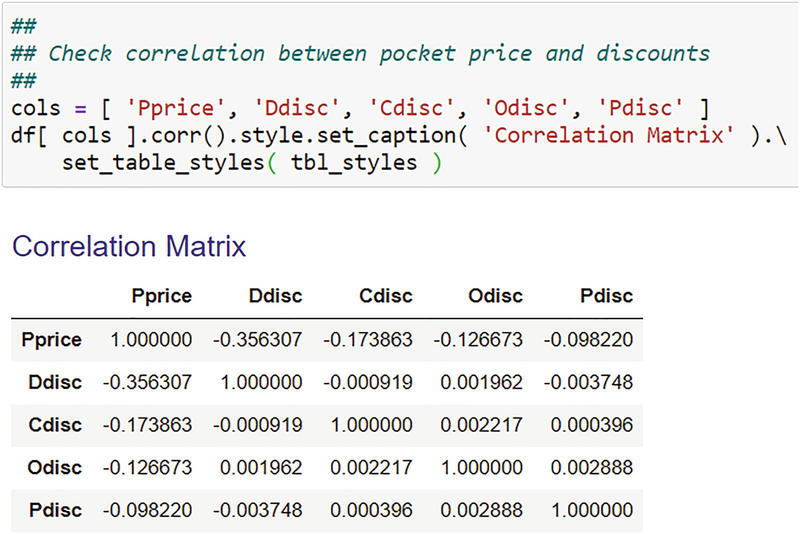 ##
## Check correlation between pocket price and discounts
##
cols = [ 'Pprice', 'Ddisc', 'Cdisc', 'Odisc', 'Pdisc' ]
df[ cols ].corr().style.set_caption( 'Correlation Matrix' ).\
    set_table_styles( tbl_styles )
Correlation Matrix
Pprice Ddisc Cdisc Odisc Pdisc
Pprice 1.000000 -0.356307 -0.173863 -0.126673 -0.098220
Ddisc -0.356307 1.000000 -0.000919 0.001962 -0.003748
Cdisc -0.173863 -0.000919 1.000000 0.002217 0.000396
Odisc -0.126673 0.001962 0.002217 1.000000 0.002888
Pdisc -0.098220 -0.003748 0.000396 0.002888 1.000000